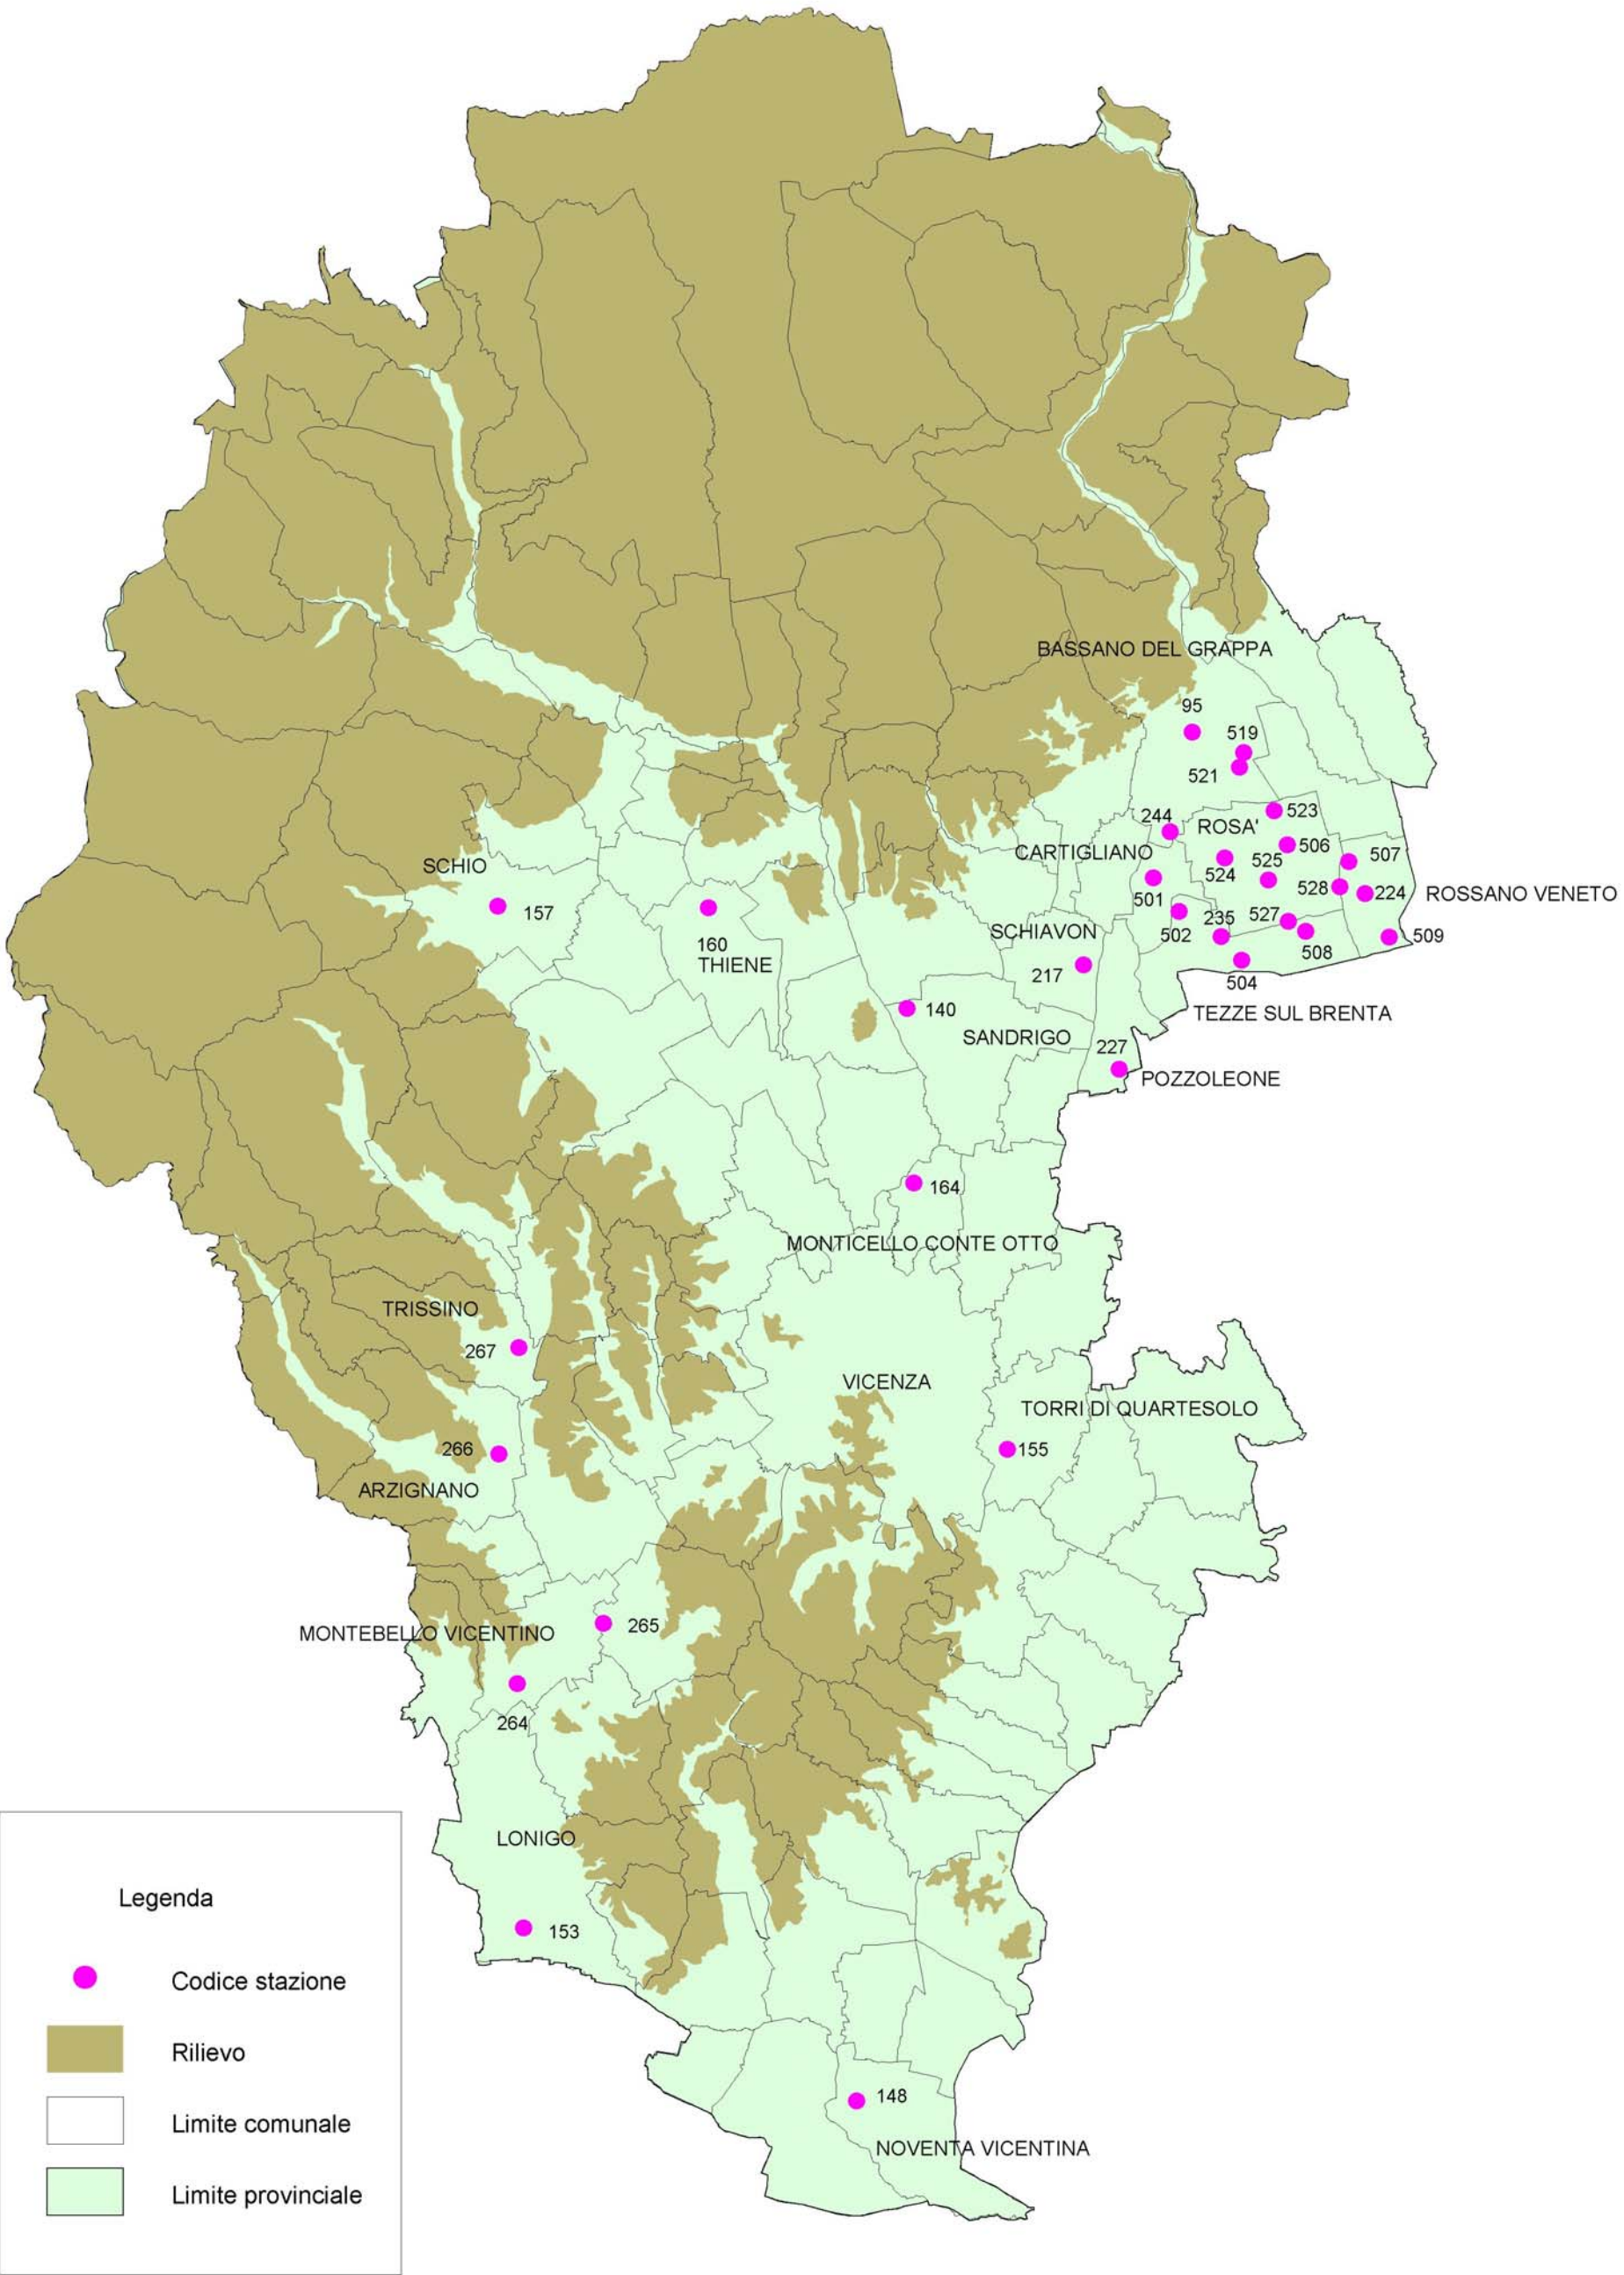 BASSANO DEL GRAPPA
95
519
521
523
244
ROSA'
506
CARTIGLIANO
525
507
524
SCHIO
528
224
ROSSANO VENETO
501
157
235
527
160
THIENE
SCHIAVON
502
508
509
217
504
140
TEZZE SUL BRENTA
SANDRIGO
227
POZZOLEONE
164
MONTICELLO CONTE OTTO
TRISSINO
267
VICENZA
TORRI DI QUARTESOLO
266
155
ARZIGNANO
265
MONTEBELLO VICENTINO
264
LONIGO
153
148
NOVENTA VICENTINA
Legenda
Codice stazione
Rilievo
Limite comunale
Limite provinciale